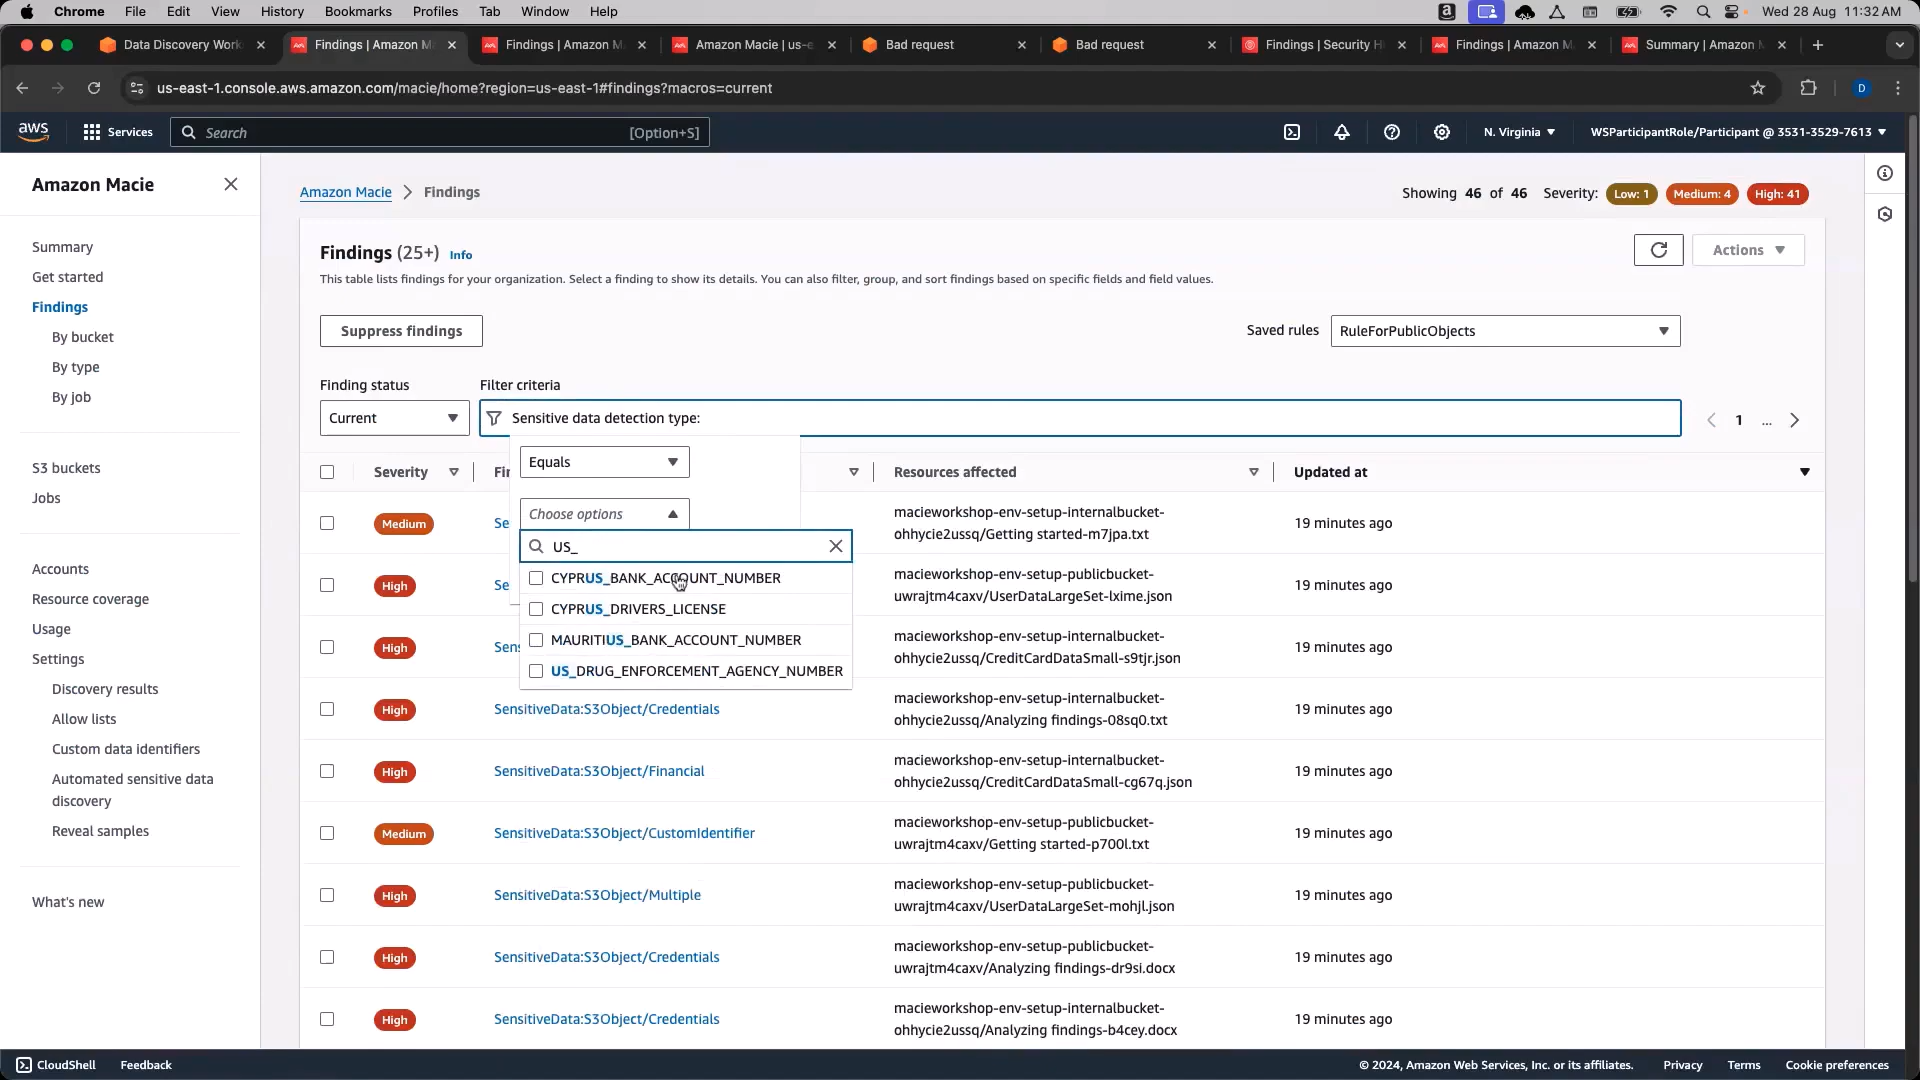 Chrome File Edit View History Bookmarks Profiles Tab Window Help Wed 28 Aug 11:32 AM
Data Discovery Work Findings | Amazon M Findings | Amazon M Amazon Macie | us-e Bad request Bad request Findings | Security H Findings | Amazon M Summary | Amazon M
us-east-1.console.aws.amazon.com/macie/home?region=us-east-1#findings?macros=current D
aws Services Search [Option+S] N. Virginia WSParticipantRole/Participant @ 3531-3529-7613
Amazon Macie
Summary
Get started
Findings
By bucket
By type
By job
S3 buckets
Jobs
Accounts
Resource coverage
Usage
Settings
Discovery results
Allow lists
Custom data identifiers
Automated sensitive data
discovery
Reveal samples
What's new
Amazon Macie > Findings
Showing 46 of 46 Severity: Low: 1 Medium: 4 High: 41
Findings (25+) Info
Actions
This table lists findings for your organization. Select a finding to show its details. You can also filter, group, and sort findings based on specific fields and field values.
Suppress findings
Saved rules RuleForPublicObjects
Finding status Filter criteria
Current Sensitive data detection type:
1 ...
Equals
Choose options
US_
CYPRUS_BANK_ACCOUNT_NUMBER
CYPRUS_DRIVERS_LICENSE
MAURITIUS_BANK_ACCOUNT_NUMBER
US_DRUG_ENFORCEMENT_AGENCY_NUMBER
Severity Fin Resources affected Updated at
Medium Se macieworkshop-env-setup-internalbucket- 19 minutes ago
ohhycie2ussq/Getting started-m7jpa.txt
High Se macieworkshop-env-setup-publicbucket- 19 minutes ago
uwrajtm4caxv/UserDataLargeSet-lxime.json
High Sens macieworkshop-env-setup-internalbucket- 19 minutes ago
ohhycie2ussq/CreditCardDataSmall-s9tjr.json
High SensitiveData:S3Object/Credentials macieworkshop-env-setup-internalbucket- 19 minutes ago
ohhycie2ussq/Analyzing findings-08sq0.txt
High SensitiveData:S3Object/Financial macieworkshop-env-setup-internalbucket- 19 minutes ago
ohhycie2ussq/CreditCardDataSmall-cg67q.json
Medium SensitiveData:S3Object/CustomIdentifier macieworkshop-env-setup-publicbucket- 19 minutes ago
uwrajtm4caxv/Getting started-p700l.txt
High SensitiveData:S3Object/Multiple macieworkshop-env-setup-publicbucket- 19 minutes ago
uwrajtm4caxv/UserDataLargeSet-mohjl.json
High SensitiveData:S3Object/Credentials macieworkshop-env-setup-publicbucket- 19 minutes ago
uwrajtm4caxv/Analyzing findings-dr9si.docx
High SensitiveData:S3Object/Credentials macieworkshop-env-setup-internalbucket- 19 minutes ago
ohhycie2ussq/Analyzing findings-b4cey.docx
CloudShell Feedback © 2024, Amazon Web Services, Inc. or its affiliates. Privacy Terms Cookie preferences